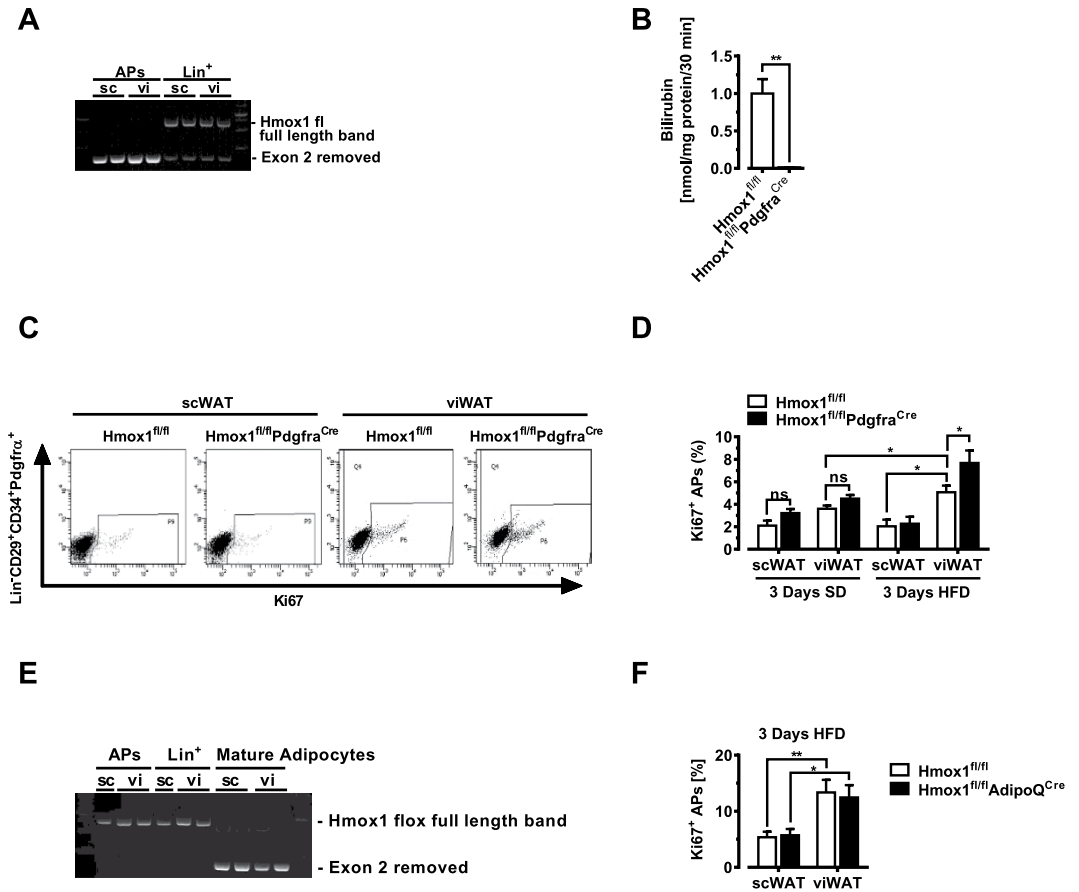 A
APs Lin+
sc vi sc vi
- Hmox1 fl
full length band
- Exon 2 removed
B
Bilirubin
[nmol/mg protein/30 min]
1.5
1.0
0.5
0.0
**
Hmox1fl/fl
Hmox1fl/flPdgfraCre
C
scWAT viWAT
Hmox1fl/fl Hmox1fl/flPdgfraCre Hmox1fl/fl Hmox1fl/flPdgfraCre
Lin-CD29+CD34+Pdgfrα+
Q4 Q4
P9
P6 P6
Ki67
D
Hmox1fl/fl
Hmox1fl/flPdgfraCre
Ki67+ APs (%)
10
8
6
4
2
0
ns ns * * *
scWAT viWAT scWAT viWAT
3 Days SD 3 Days HFD
E
APs Lin+ Mature Adipocytes
sc vi sc vi sc vi
- Hmox1 flox full length band
- Exon 2 removed
F
3 Days HFD
Ki67+ APs [%]
20
10
0
**
*
scWAT viWAT
Hmox1fl/fl
Hmox1fl/flAdipoQCre